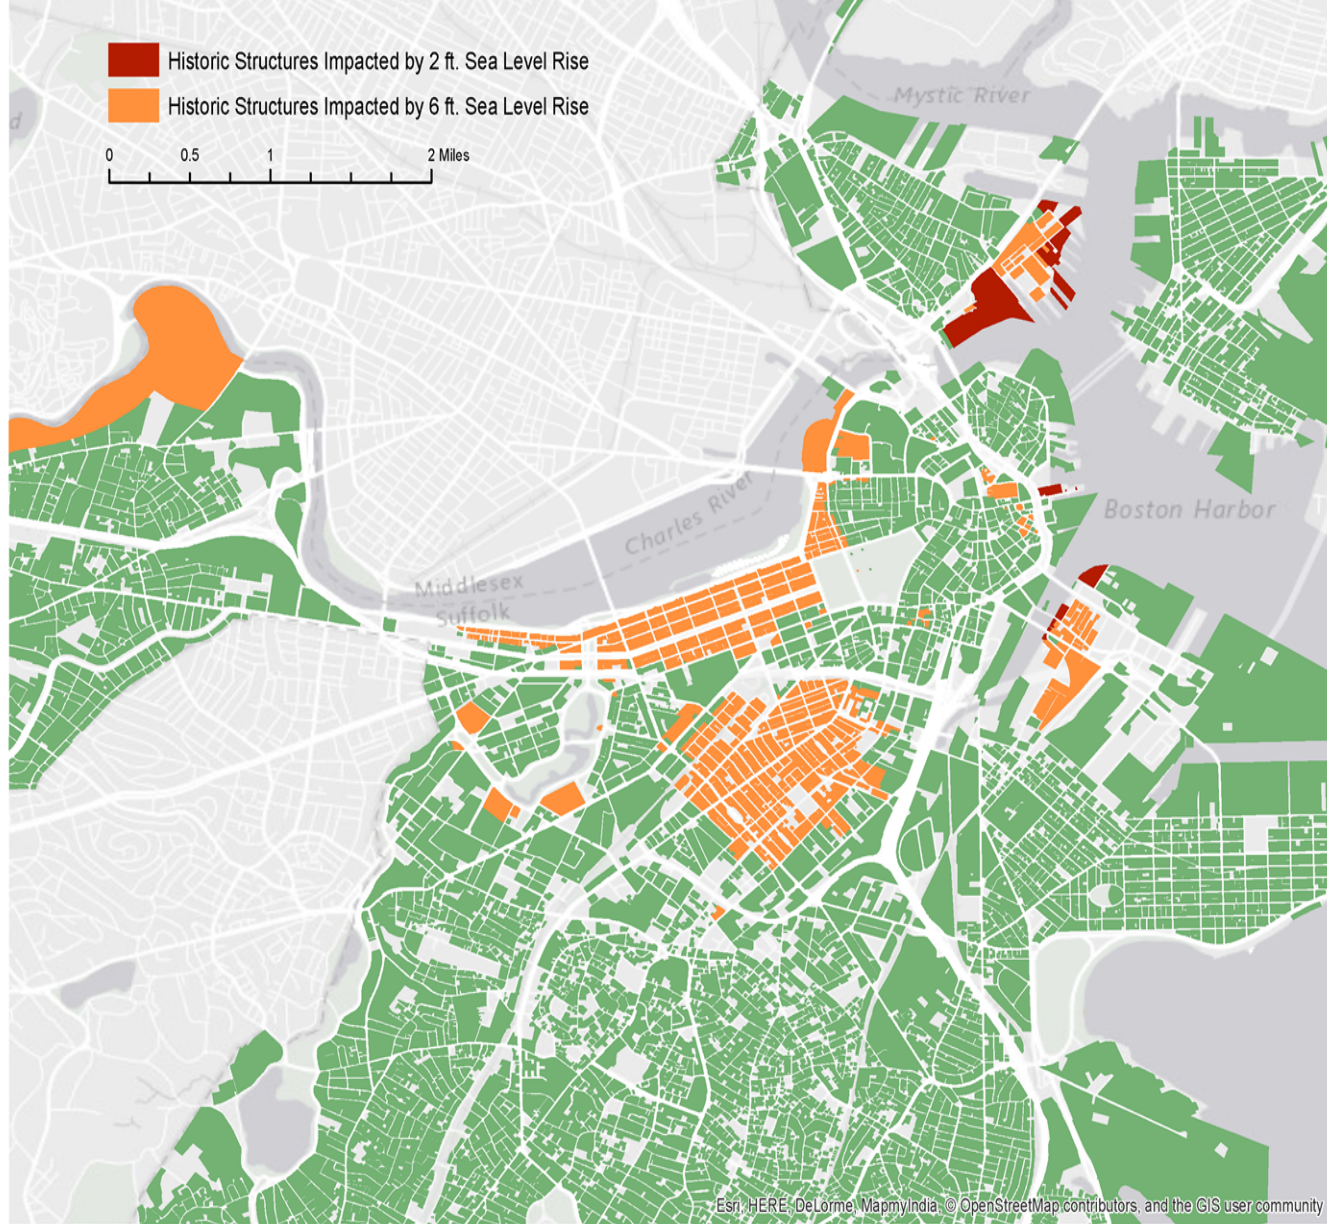 Historic Structures Impacted by 2 ft. Sea Level Rise
Historic Structures Impacted by 6 ft. Sea Level Rise
0 0.5 1 2 Miles
d
Mystic River
Charles River
Boston Harbor
Middlesex
Suffolk
Esri, HERE, DeLorme, MapmyIndia, © OpenStreetMap contributors, and the GIS user community